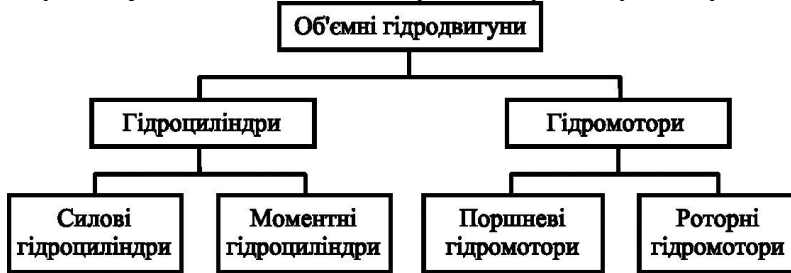 Об'ємні гідродвигуни
Гідроциліндри
Гідромотори
Силові
гідроциліндри
Моментні
гідроциліндри
Поршневі
гідромотори
Роторні
гідромотори